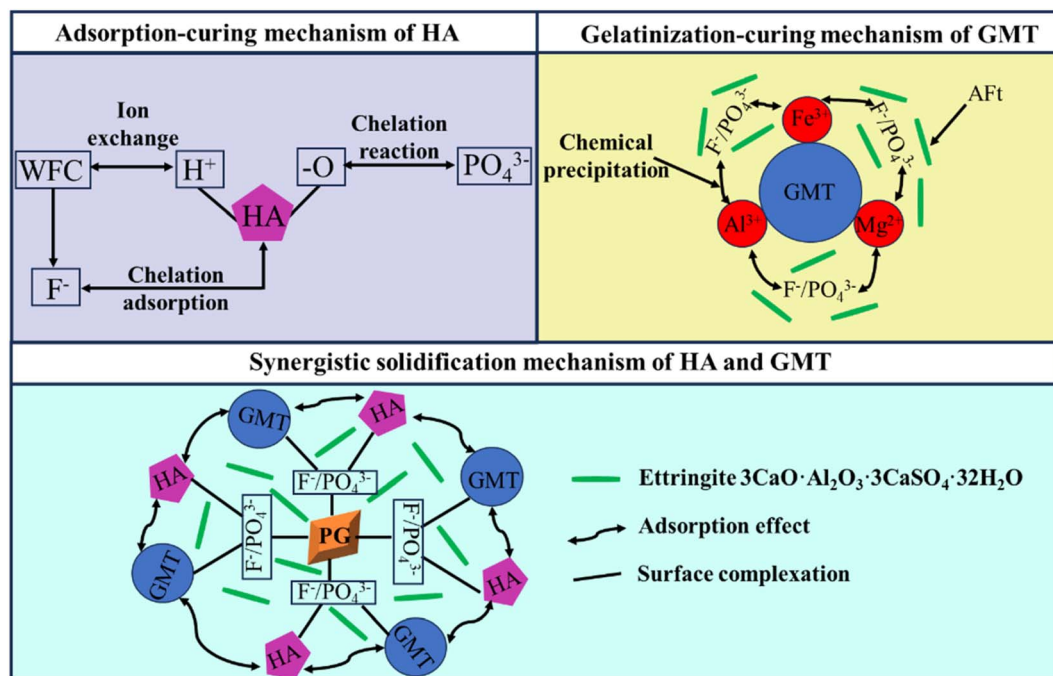 Adsorption-curing mechanism of HA
Ion
exchange
WFC
H⁺
-O
Chelation
reaction
PO₄³⁻
HA
F⁻
Chelation
adsorption
Gelatinization-curing mechanism of GMT
AFt
Chemical
precipitation
F⁻/PO₄³⁻
Fe³⁺
F⁻/PO₄³⁻
GMT
Al³⁺
Mg²⁺
F⁻/PO₄³⁻
Synergistic solidification mechanism of HA and GMT
GMT
HA
HA
F⁻/PO₄³⁻
GMT
F⁻/PO₄³⁻
PG
F⁻/PO₄³⁻
GMT
F⁻/PO₄³⁻
HA
HA
GMT
Ettringite 3CaO·Al₂O₃·3CaSO₄·32H₂O
Adsorption effect
Surface complexation